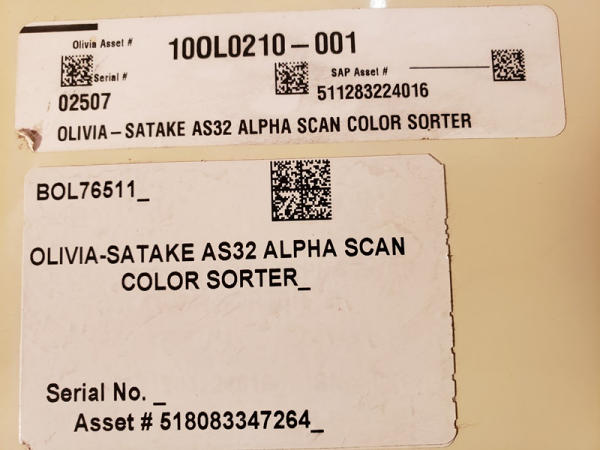 Olivia Asset # 10OL0210-001
Serial # SAP Asset #
02507 511283224016
OLIVIA-SATAKE AS32 ALPHA SCAN COLOR SORTER
BOL76511_
OLIVIA-SATAKE AS32 ALPHA SCAN
COLOR SORTER_
Serial No. _
Asset # 518083347264_